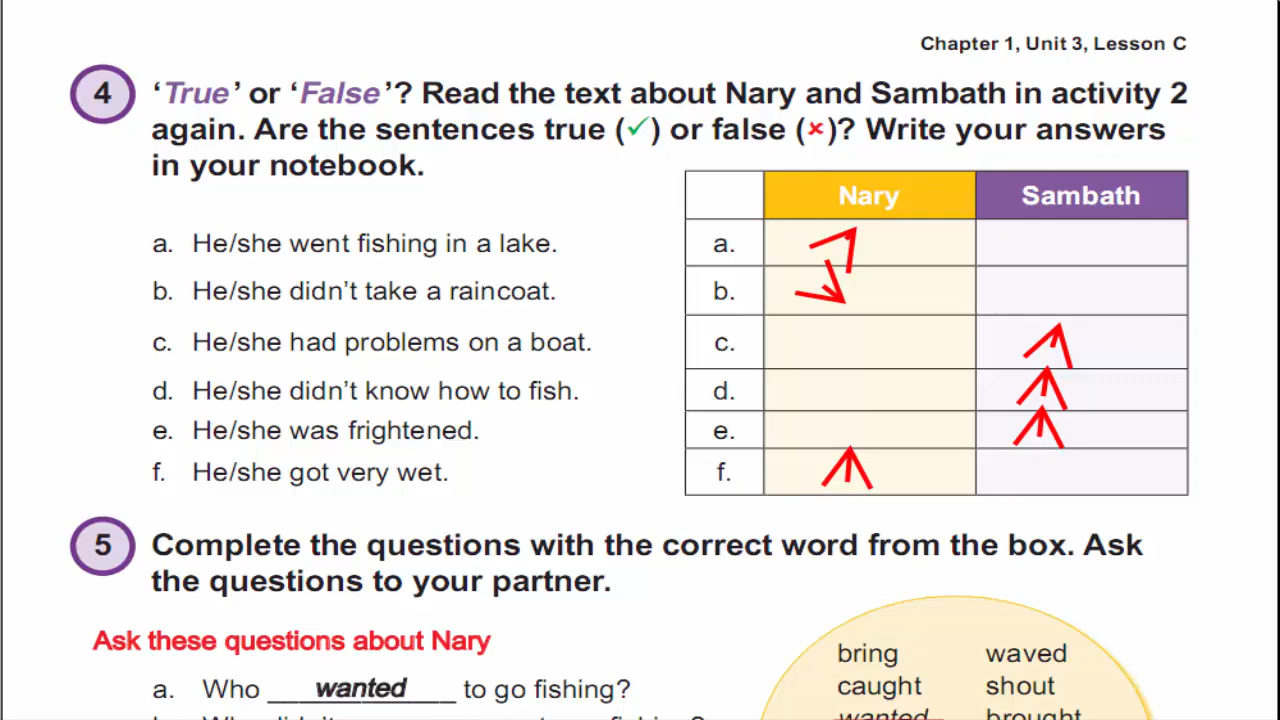 Chapter 1, Unit 3, Lesson C
4 ‘True’ or ‘False’? Read the text about Nary and Sambath in activity 2
again. Are the sentences true (✓) or false (×)? Write your answers
in your notebook.
Nary Sambath
a. He/she went fishing in a lake. a.
b. He/she didn’t take a raincoat. b.
c. He/she had problems on a boat. c.
d. He/she didn’t know how to fish. d.
e. He/she was frightened. e.
f. He/she got very wet. f.
5 Complete the questions with the correct word from the box. Ask
the questions to your partner.
Ask these questions about Nary
bring waved
a. Who wanted to go fishing?
caught shout
wanted brought